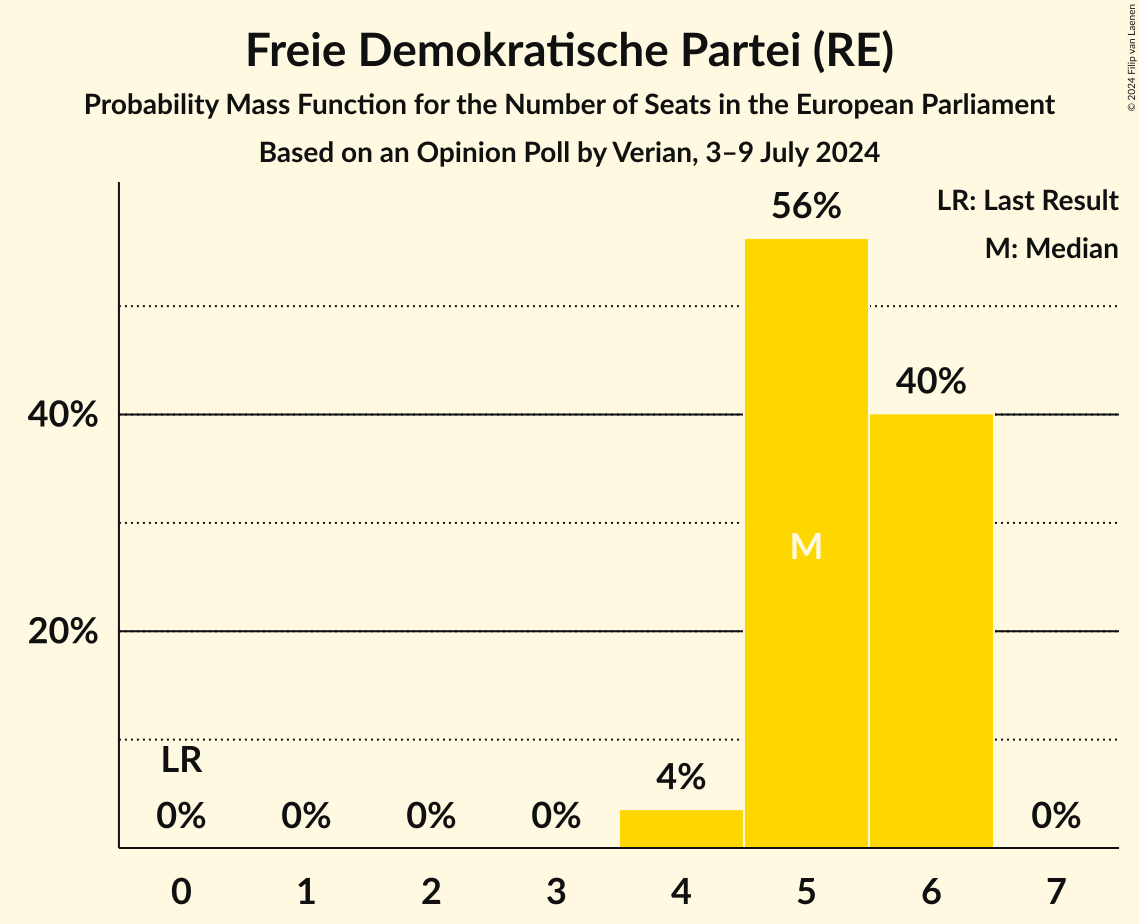 Freie Demokratische Partei (RE)
Probability Mass Function for the Number of Seats in the European Parliament
Based on an Opinion Poll by Verian, 3–9 July 2024
© 2024 Filip van Laenen
LR: Last Result
M: Median
56%
40%
40%
M
20%
LR
4%
0%
0%
0%
0%
0%
0
1
2
3
4
5
6
7